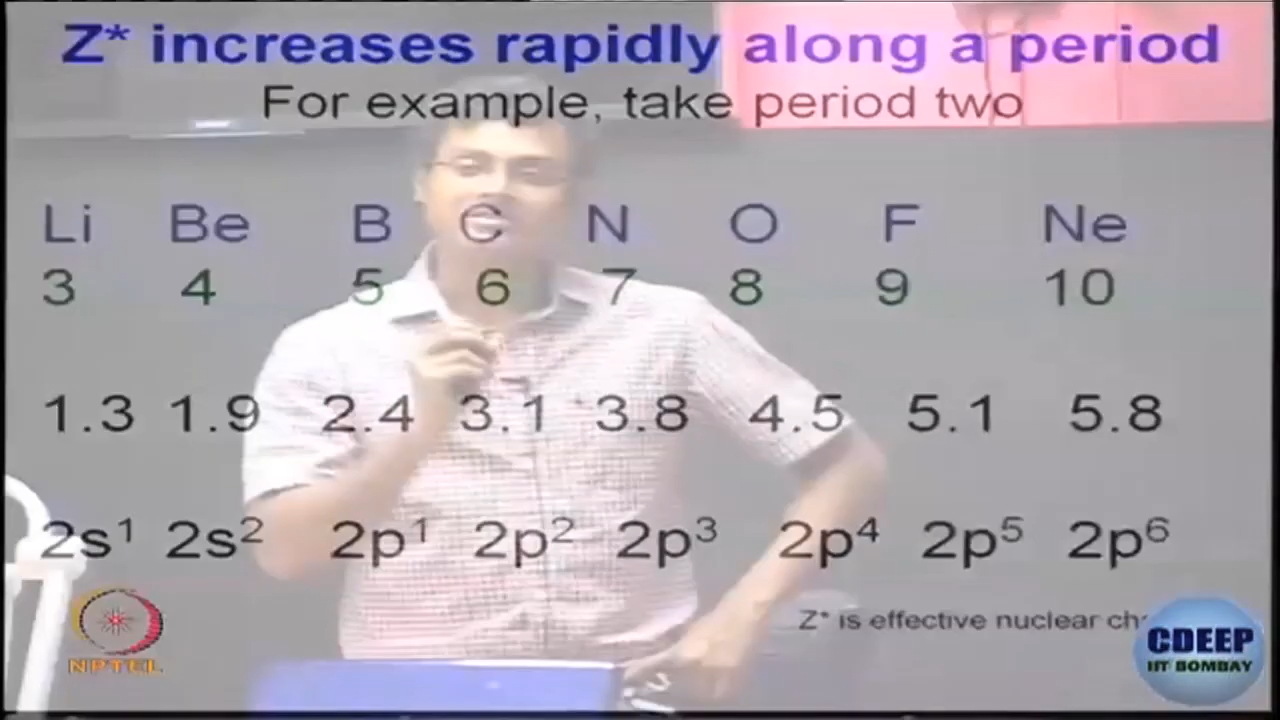 Z* increases rapidly along a period
For example, take period two
Li Be B C N O F Ne
3 4 5 6 7 8 9 10
1.3 1.9 2.4 3.1 3.8 4.5 5.1 5.8
2s¹ 2s² 2p¹ 2p² 2p³ 2p⁴ 2p⁵ 2p⁶
Z* is effective nuclear
NPTEL
CDEEP
IIT BOMBAY